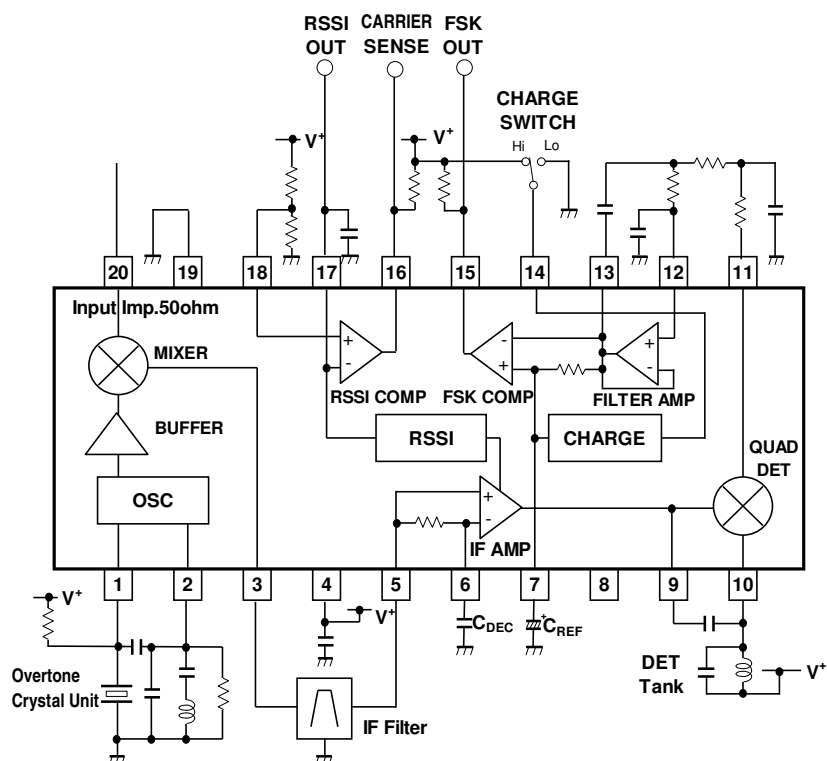 RSSI OUT
CARRIER SENSE
FSK OUT
CHARGE SWITCH
V+
V+
Hi
Lo
20
19
18
17
16
15
14
13
12
11
Input Imp.50ohm
MIXER
+
-
RSSI COMP
-
+
FSK COMP
+
-
FILTER AMP
BUFFER
RSSI
CHARGE
QUAD DET
OSC
+
-
IF AMP
1
2
3
4
5
6
7
8
9
10
V+
V+
CDEC
+
CREF
Overtone Crystal Unit
IF Filter
DET Tank
V+